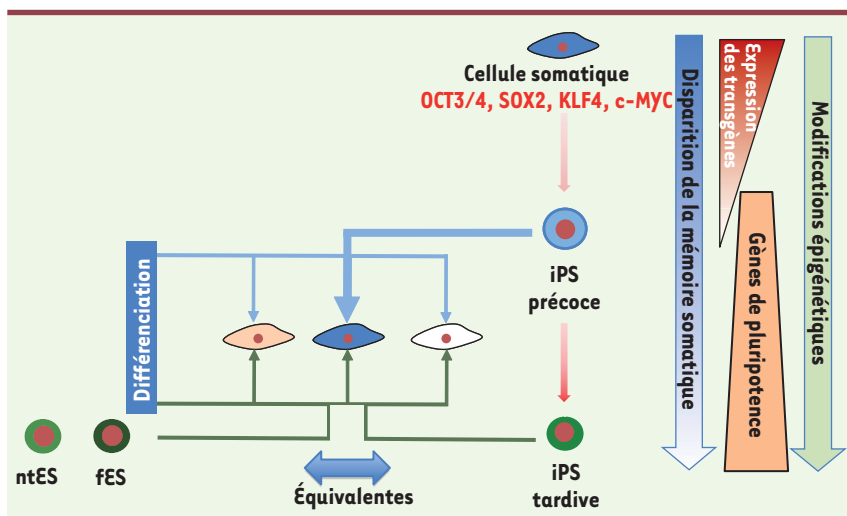 Cellule somatique
OCT3/4, SOX2, KLF4, c-MYC
iPS
précoce
Différenciation
ntES
fES
Équivalentes
iPS
tardive
Disparition de la mémoire somatique
Expression
des transgènes
Gènes de pluripotence
Modifications épigénétiques